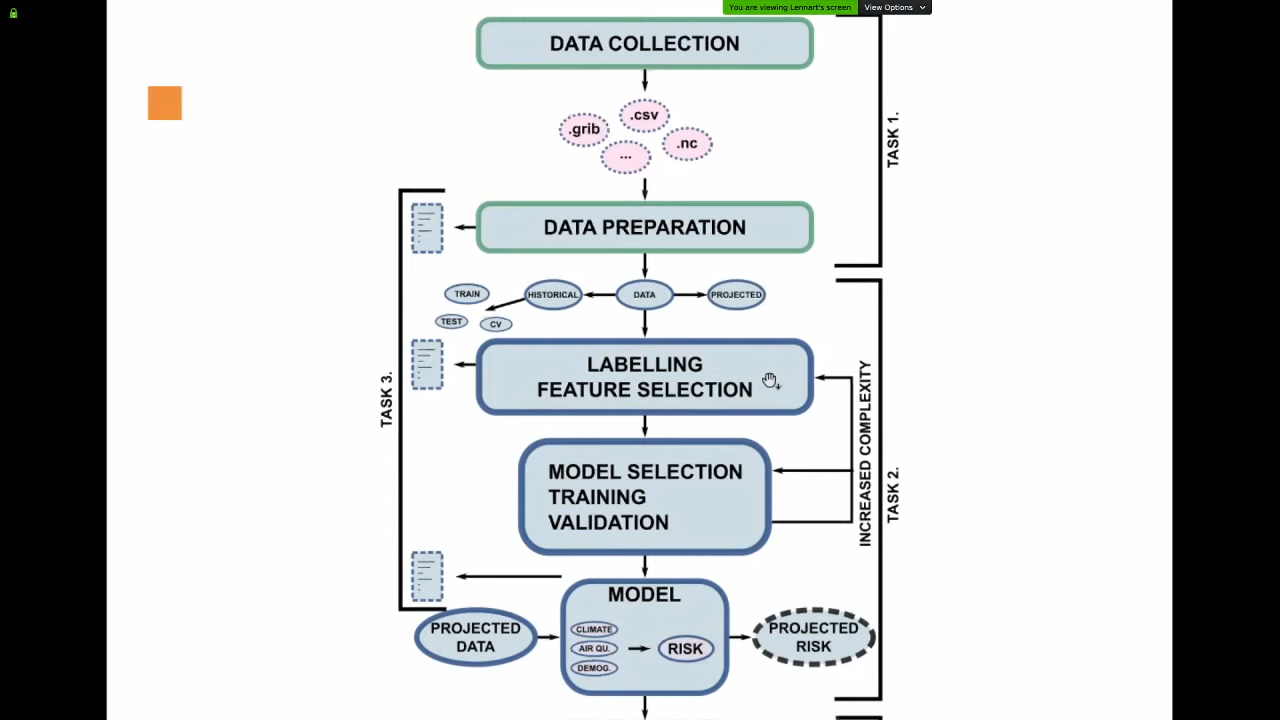 You are viewing Lennart's screen
View Options
DATA COLLECTION
.csv
.grib
.nc
...
TASK 1.
DATA PREPARATION
TRAIN
HISTORICAL
DATA
PROJECTED
TEST
CV
LABELLING
FEATURE SELECTION
TASK 3.
INCREASED COMPLEXITY
TASK 2.
MODEL SELECTION
TRAINING
VALIDATION
MODEL
PROJECTED
DATA
CLIMATE
AIR QU.
DEMOG.
RISK
PROJECTED
RISK